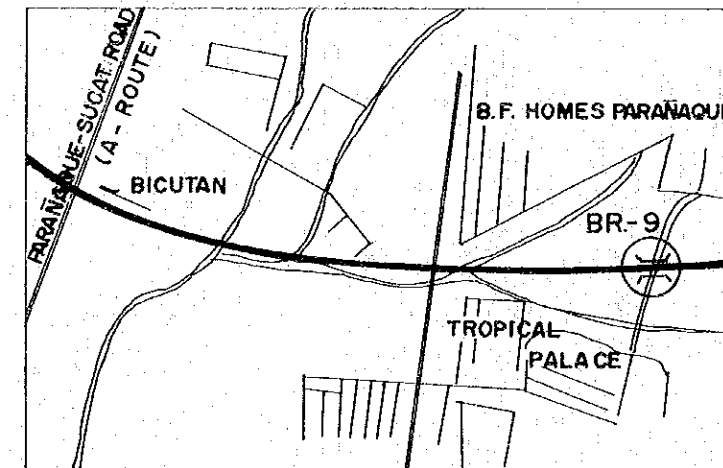 PARAÑAQUE-SUCAT ROAD
(A-ROUTE)
BICUTAN
B.F. HOMES PARAÑAQUE
BR.-9
TROPICAL
PALACE